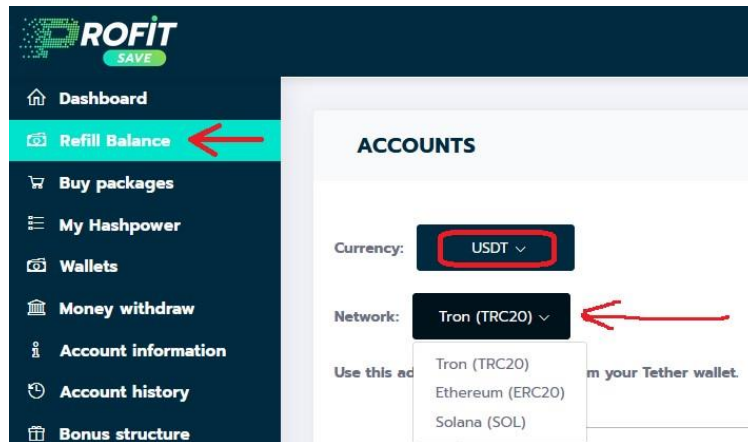 PROFIT
SAVE
Dashboard
Refill Balance
Buy packages
My Hashpower
Wallets
Money withdraw
Account information
Account history
Bonus structure
ACCOUNTS
Currency: USDT
Network: Tron (TRC20)
Tron (TRC20)
Ethereum (ERC20)
Solana (SOL)
Use this ad m your Tether wallet.